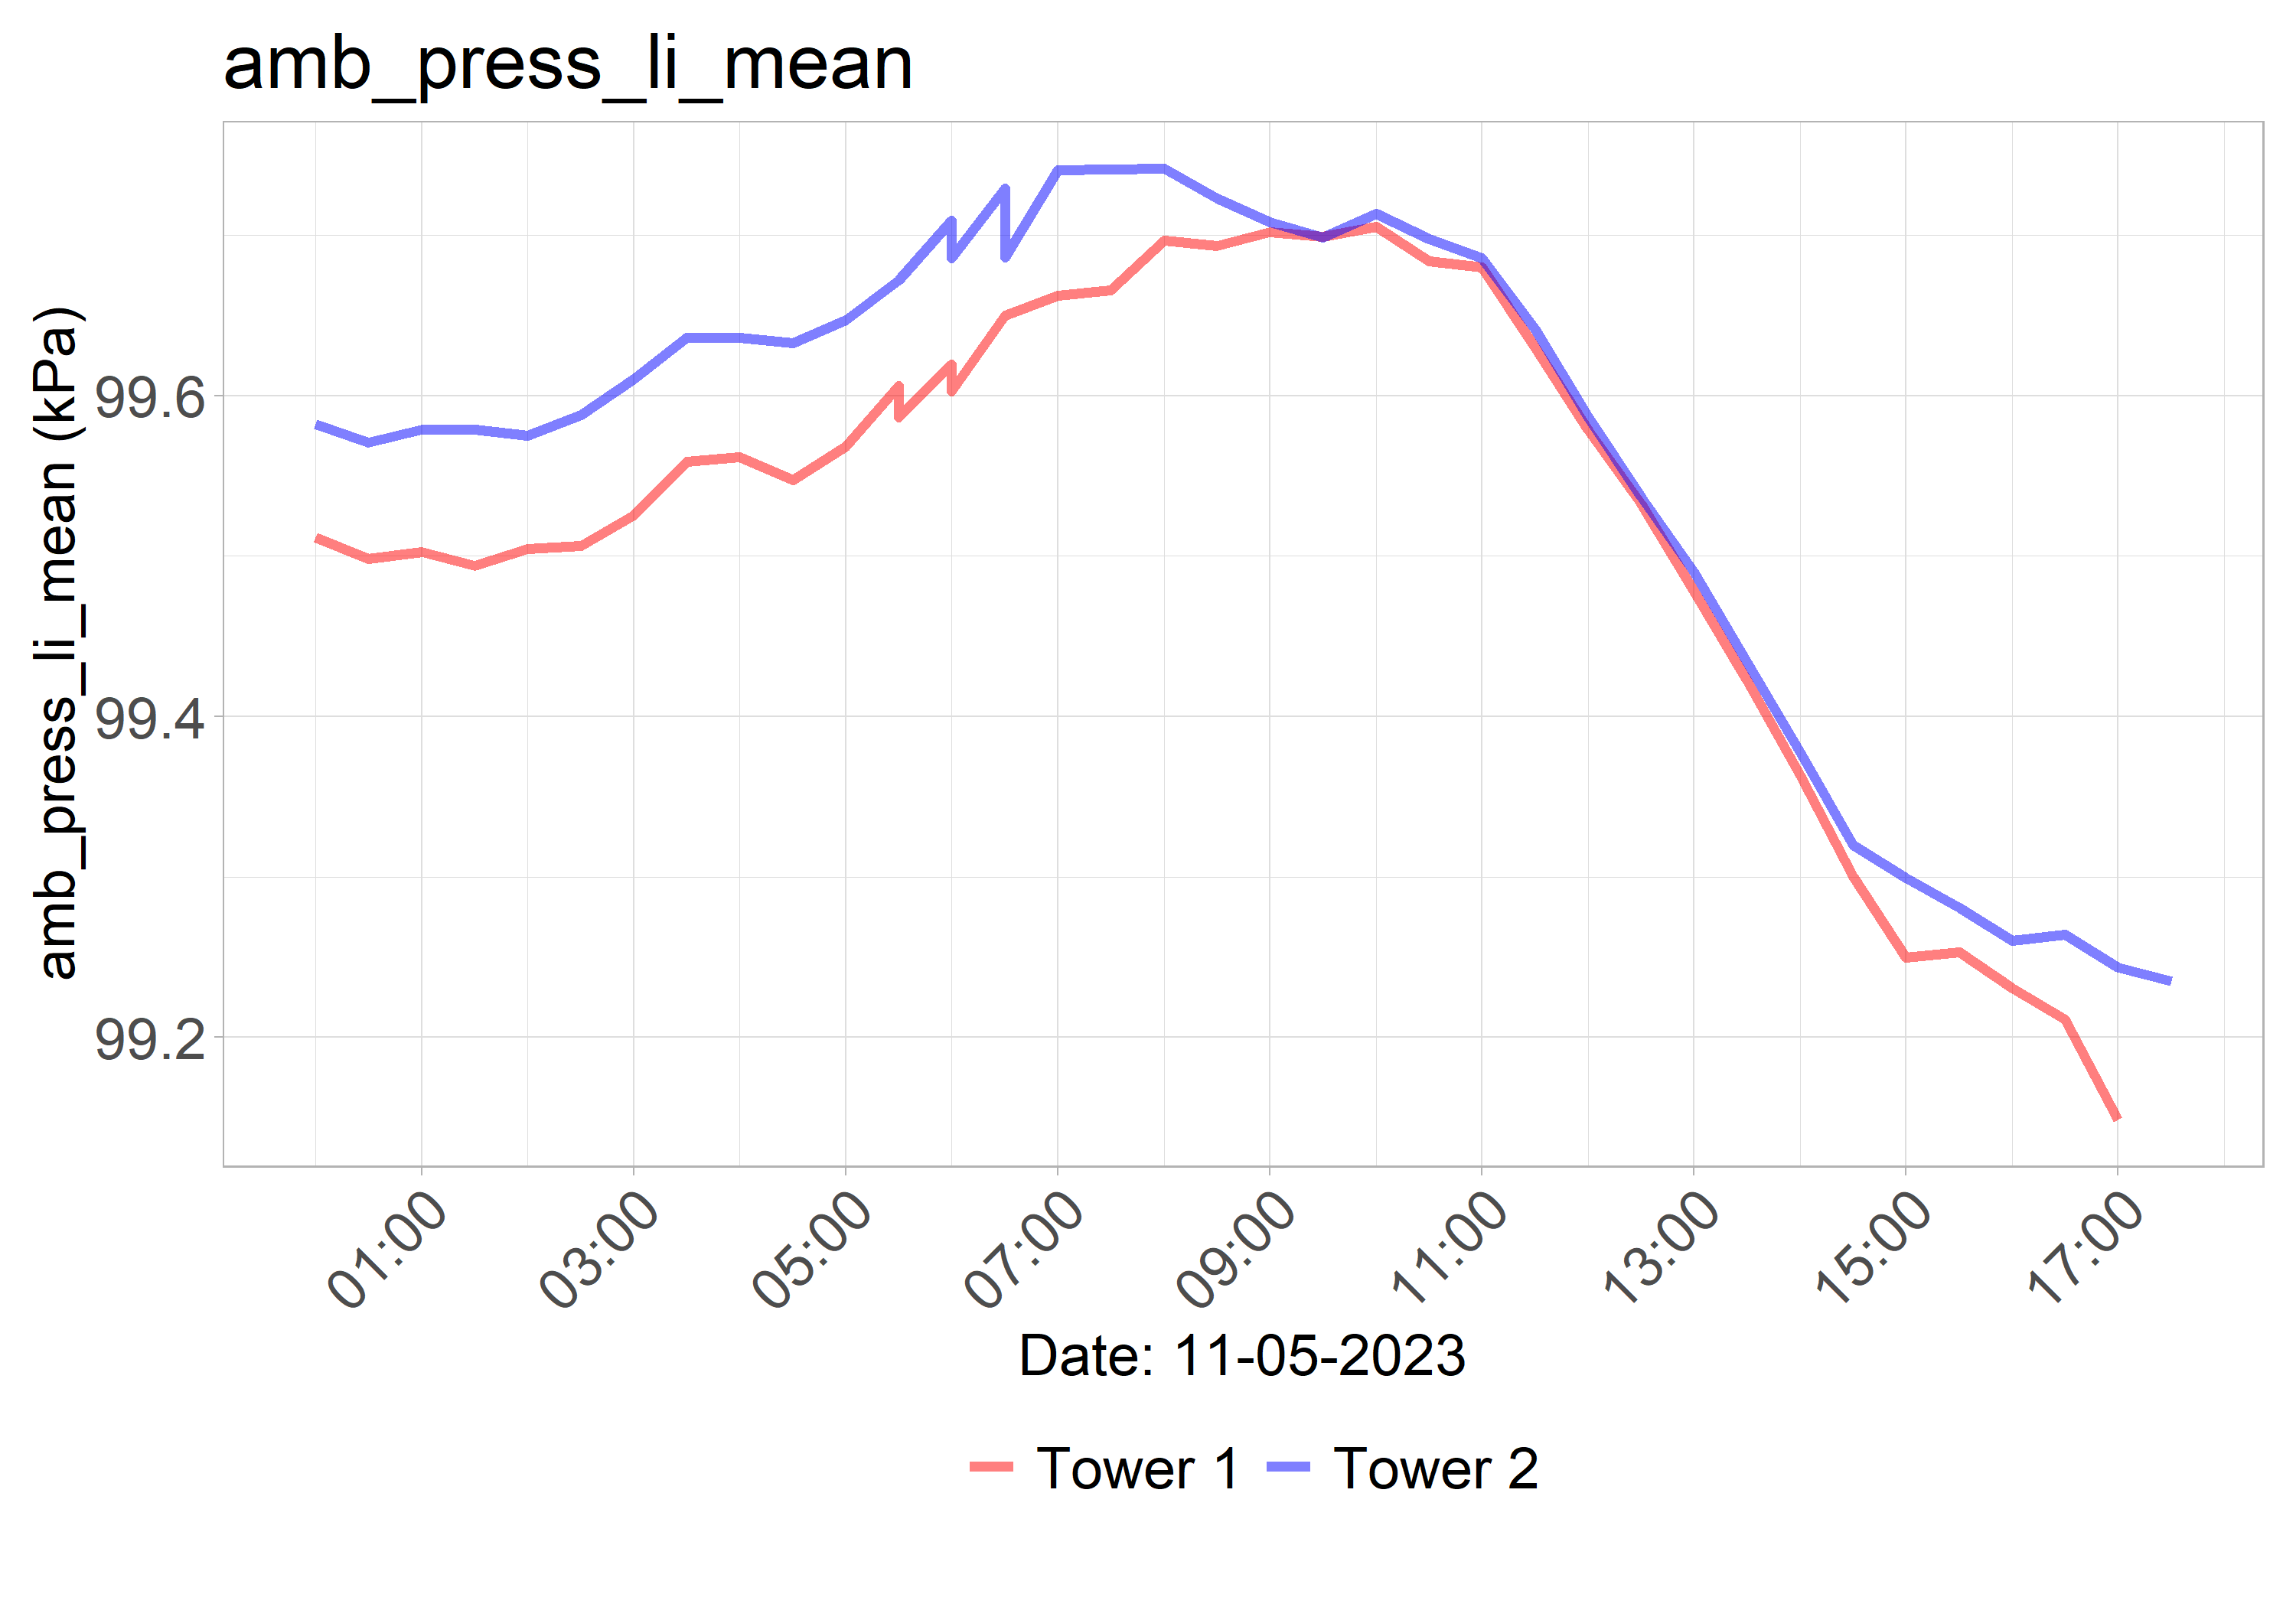 amb_press_li_mean
amb_press_li_mean (kPa)
99.6
99.4
99.2
01:00 03:00 05:00 07:00 09:00 11:00 13:00 15:00 17:00
Date: 11-05-2023
Tower 1 Tower 2